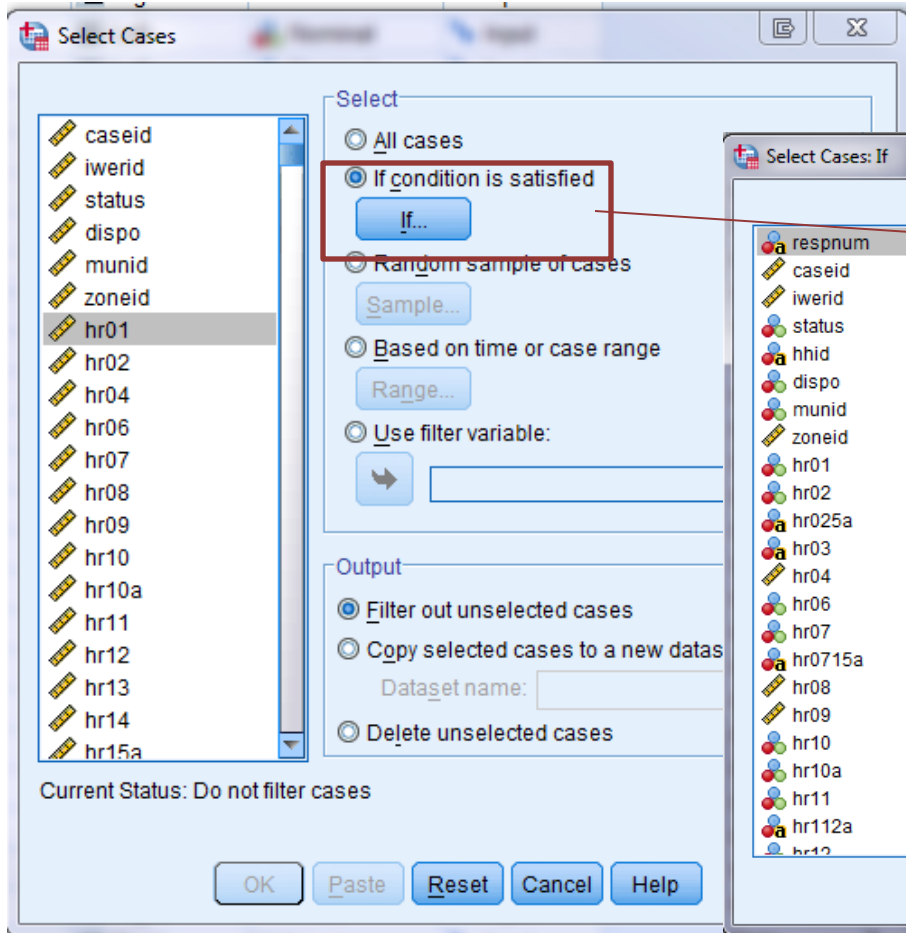 Select Cases
caseid
iwerid
status
dispo
munid
zoneid
hr01
hr02
hr04
hr06
hr07
hr08
hr09
hr10
hr10a
hr11
hr12
hr13
hr14
hr15a
Select
All cases
If condition is satisfied
If...
Random sample of cases
Sample...
Based on time or case range
Range...
Use filter variable:
Output
Filter out unselected cases
Copy selected cases to a new datas
Dataset name:
Delete unselected cases
Current Status: Do not filter cases
OK
Paste
Reset
Cancel
Help
Select Cases: If
respnum
caseid
iwerid
status
hhid
dispo
munid
zoneid
hr01
hr02
hr025a
hr03
hr04
hr06
hr07
hr0715a
hr08
hr09
hr10
hr10a
hr11
hr112a
hr12